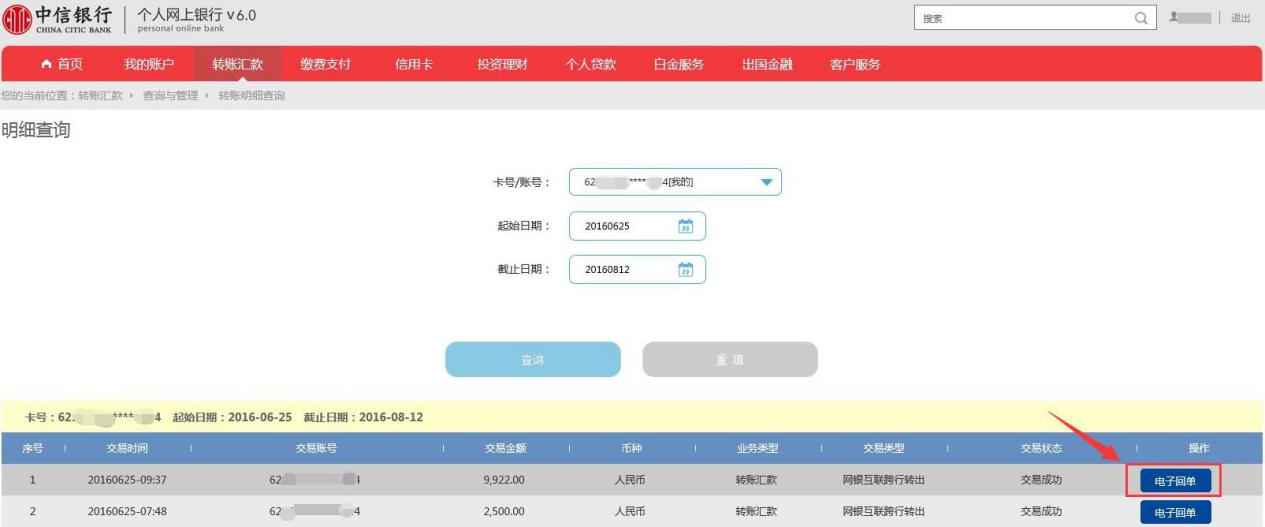 中信银行 个人网上银行 v6.0
CHINA CITIC BANK personal online bank
搜索 退出
首页 我的账户 转账汇款 缴费支付 信用卡 投资理财 个人贷款 白金服务 出国金融 客户服务
您的当前位置：转账汇款 查询与管理 转账明细查询
明细查询
卡号/账号： 62 **** 4[我的]
起始日期： 20160625 23
截止日期： 20160812 23
查询 重 填
卡号：62 **** 4 起始日期：2016-06-25 截止日期：2016-08-12
序号 交易时间 交易账号 交易金额 币种 业务类型 交易类型 交易状态 操作
1 20160625-09:37 62 9,922.00 人民币 转账汇款 网银互联跨行转出 交易成功 电子回单
2 20160625-07:48 62 4 2,500.00 人民币 转账汇款 网银互联跨行转出 交易成功 电子回单